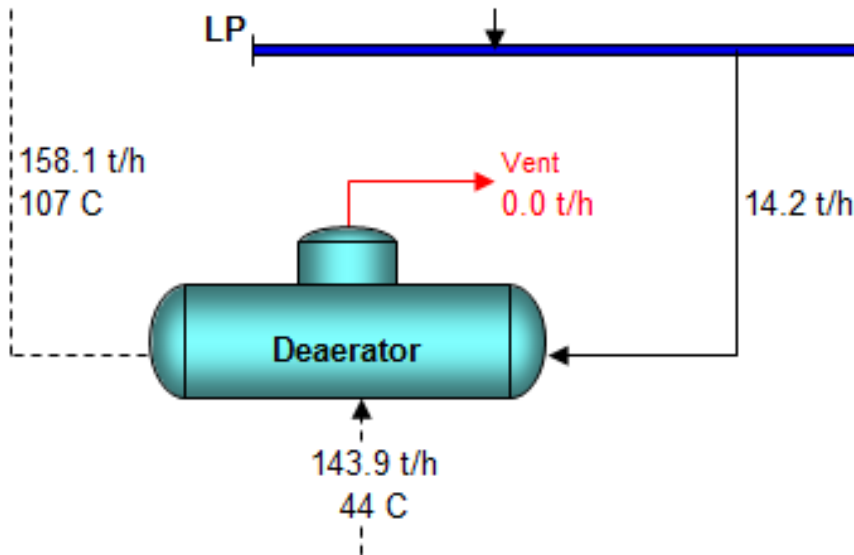 LP
158.1 t/h
107 C
Vent
0.0 t/h
14.2 t/h
Deaerator
143.9 t/h
44 C